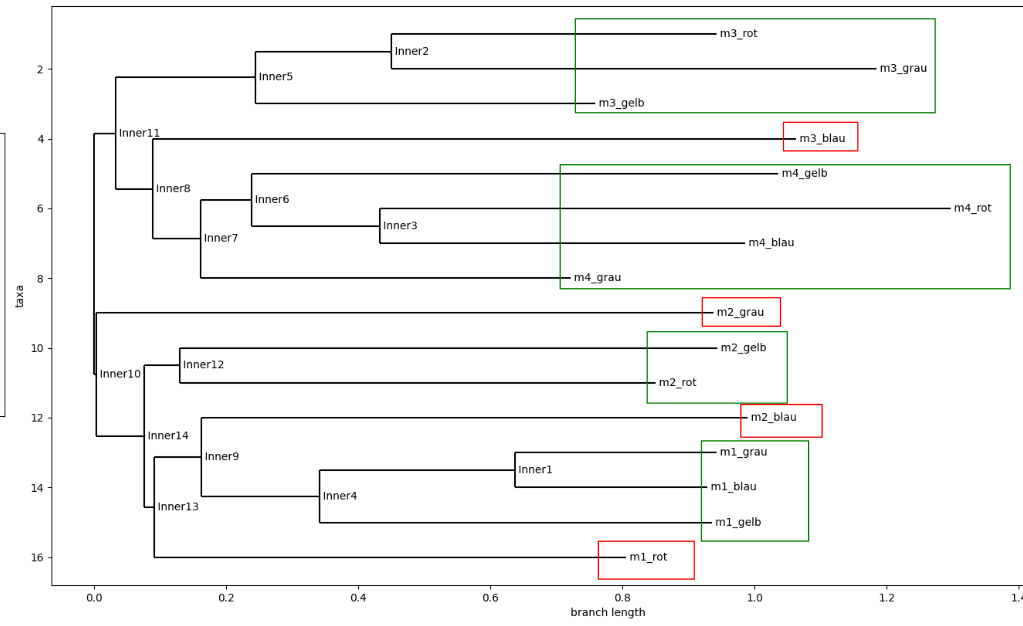 m3_rot
Inner2
2
m3_grau
Inner5
m3_gelb
Inner11
4
m3_blau
m4_gelb
Inner8
Inner6
6
m4_rot
Inner3
Inner7
m4_blau
8
m4_grau
taxa
m2_grau
10
m2_gelb
Inner12
Inner10
m2_rot
12
m2_blau
Inner14
m1_grau
Inner9
Inner1
14
m1_blau
Inner4
Inner13
m1_gelb
16
m1_rot
0.0 0.2 0.4 0.6 0.8 1.0 1.2 1.4
branch length